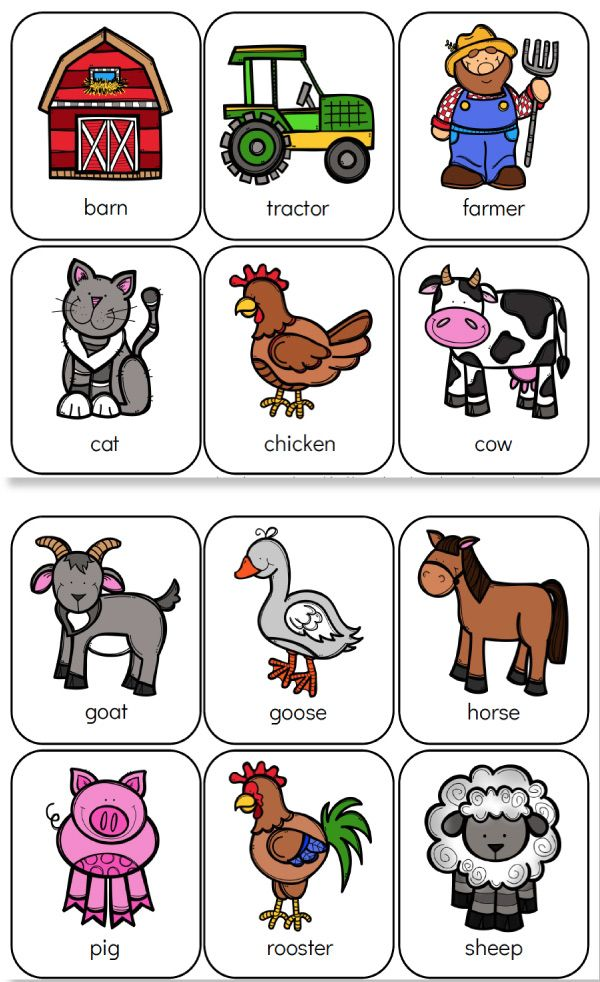 barn
tractor
farmer
cat
chicken
cow
goat
goose
horse
pig
rooster
sheep